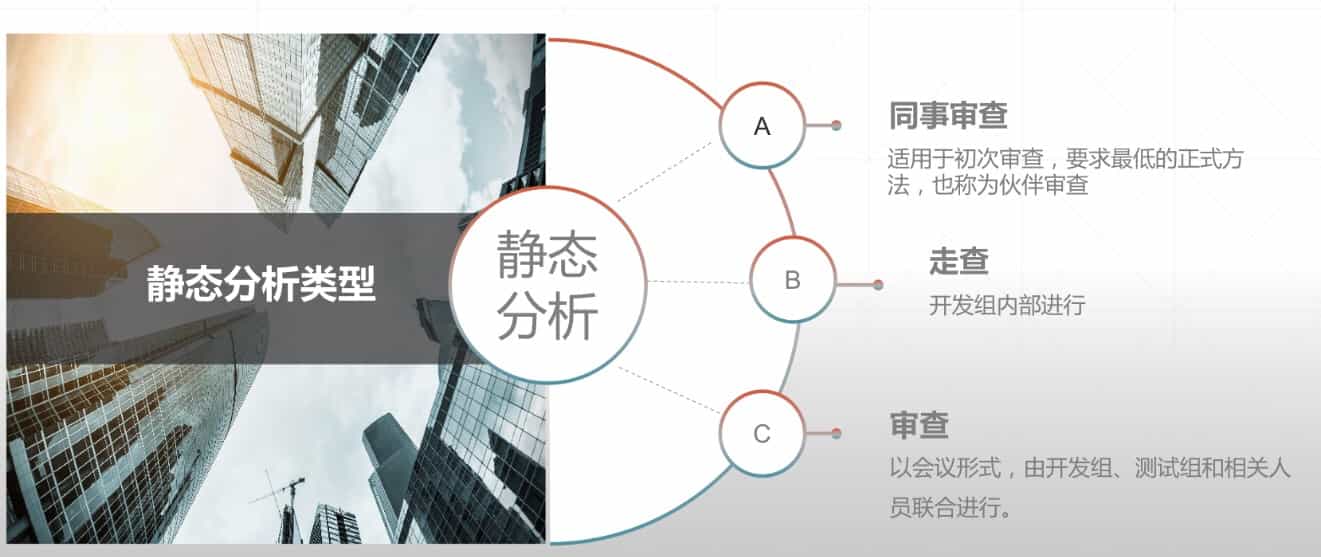 静态分析类型
静态
分析
A
同事审查
适用于初次审查，要求最低的正式方
法，也称为伙伴审查
B
走查
开发组内部进行
C
审查
以会议形式，由开发组、测试组和相关人
员联合进行。